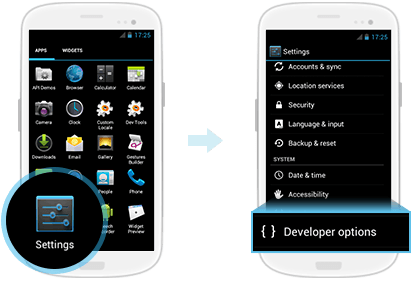 17:25
APPS WIDGETS
API Demos Browser Calculator Calendar
Camera Clock Custom Locale Dev Tools
Downloads Email Gallery Gestures Builder
People Phone
Widget Preview
Settings
17:25
Settings
Accounts & sync
Location services
Security
Language & input
Backup & reset
SYSTEM
Date & time
Accessibility
{ } Developer options